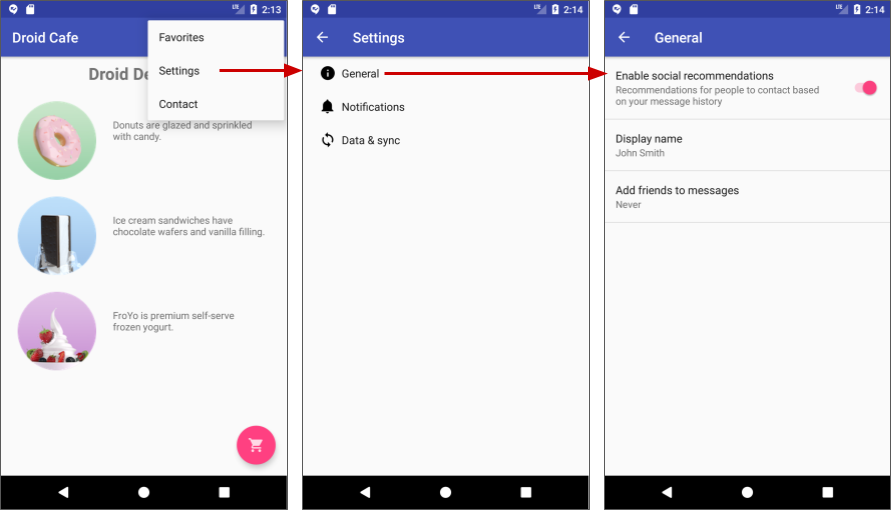 LTE 2:13
Droid Cafe
Favorites
Settings
Contact
Droid De
Donuts are glazed and sprinkled
with candy.
Ice cream sandwiches have
chocolate wafers and vanilla filling.
FroYo is premium self-serve
frozen yogurt.
LTE 2:14
Settings
General
Notifications
Data & sync
LTE 2:14
General
Enable social recommendations
Recommendations for people to contact based
on your message history
Display name
John Smith
Add friends to messages
Never